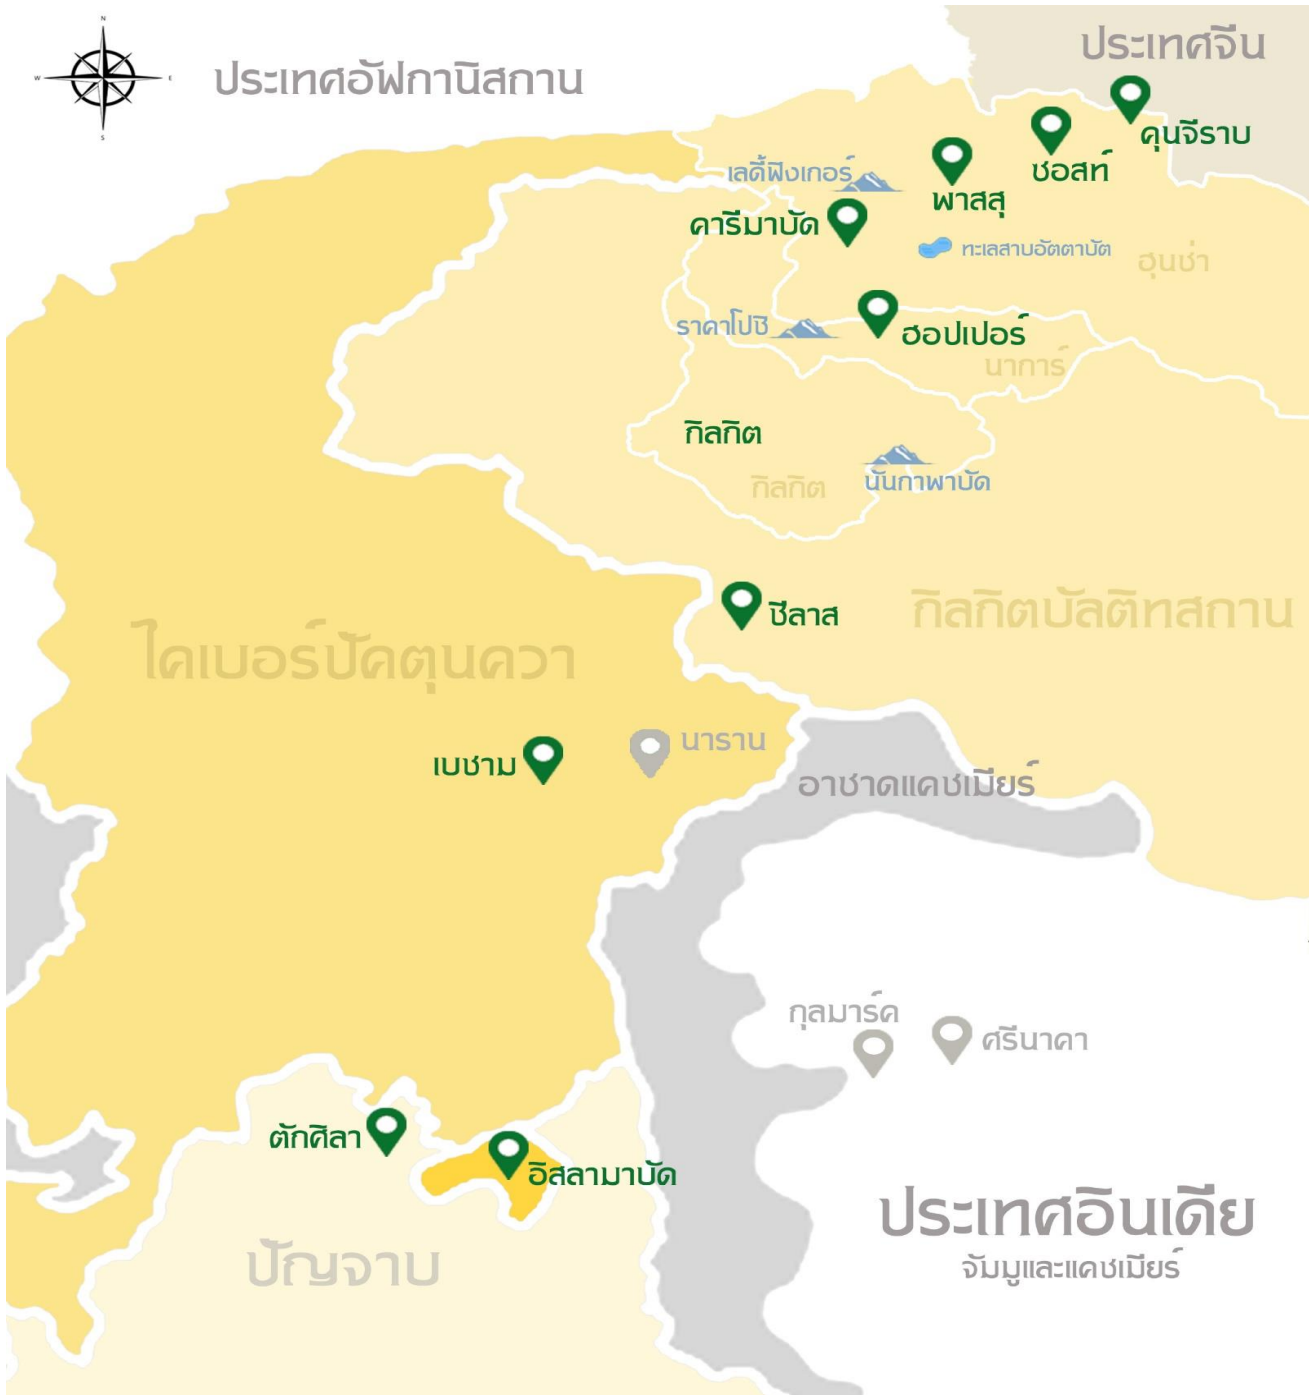 N
W
E
S
ประเทศอัฟกานิสถาน
ประเทศจีน
คุนจีราบ
ซอสท์
พาสสุ
เลดี้ฟิงเกอร์
คารีมาบัด
ทะเลสาบอัตตาบัต
ฮุนซ่า
ราคาโปชิ
ฮอปเปอร์
นาการ์
กิลกิต
กิลกิต
นันกาพาบัด
ชีลาส
กิลกิตบัลติทสถาน
ไคเบอร์ปัคตุนควา
นาราน
เบชาม
อาซาดแคชเมียร์
กุลมาร์ค
ศรีนาคา
ตักศิลา
อิสลามาบัด
ประเทศอินเดีย
จัมมูและแคชเมียร์
ปัญจาบ